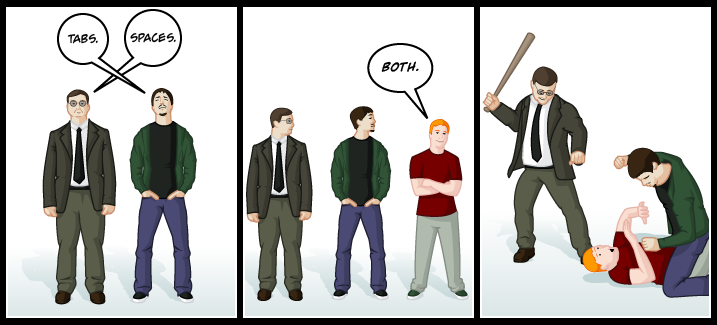 TABS.
SPACES.
BOTH.